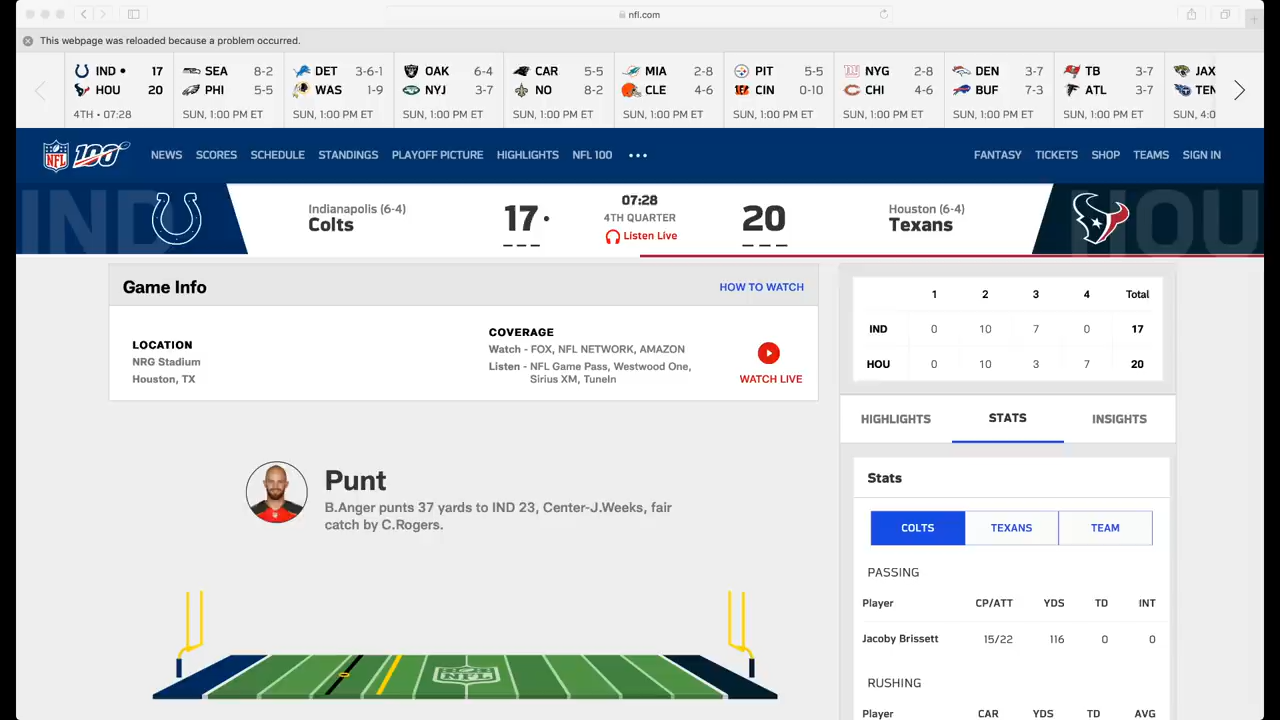 nfl.com
This webpage was reloaded because a problem occurred.
IND • 17
HOU 20
4TH • 07:28
SEA 8-2
PHI 5-5
SUN, 1:00 PM ET
DET 3-6-1
WAS 1-9
SUN, 1:00 PM ET
OAK 6-4
NYJ 3-7
SUN, 1:00 PM ET
CAR 5-5
NO 8-2
SUN, 1:00 PM ET
MIA 2-8
CLE 4-6
SUN, 1:00 PM ET
PIT 5-5
CIN 0-10
SUN, 1:00 PM ET
NYG 2-8
CHI 4-6
SUN, 1:00 PM ET
DEN 3-7
BUF 7-3
SUN, 1:00 PM ET
TB 3-7
ATL 3-7
SUN, 1:00 PM ET
JAX
TEN
SUN, 4:0
NFL 100 NEWS SCORES SCHEDULE STANDINGS PLAYOFF PICTURE HIGHLIGHTS NFL 100 ••• FANTASY TICKETS SHOP TEAMS SIGN IN
IND
Indianapolis (6-4)
Colts
17 •
07:28
4TH QUARTER
Listen Live
20
Houston (6-4)
Texans
HOU
Game Info HOW TO WATCH
LOCATION
NRG Stadium
Houston, TX
COVERAGE
Watch - FOX, NFL NETWORK, AMAZON
Listen - NFL Game Pass, Westwood One,
Sirius XM, TuneIn
WATCH LIVE
Punt
B.Anger punts 37 yards to IND 23, Center-J.Weeks, fair
catch by C.Rogers.
NFL
1 2 3 4 Total
IND 0 10 7 0 17
HOU 0 10 3 7 20
HIGHLIGHTS STATS INSIGHTS
Stats
COLTS TEXANS TEAM
PASSING
Player CP/ATT YDS TD INT
Jacoby Brissett 15/22 116 0 0
RUSHING
Player CAR YDS TD AVG